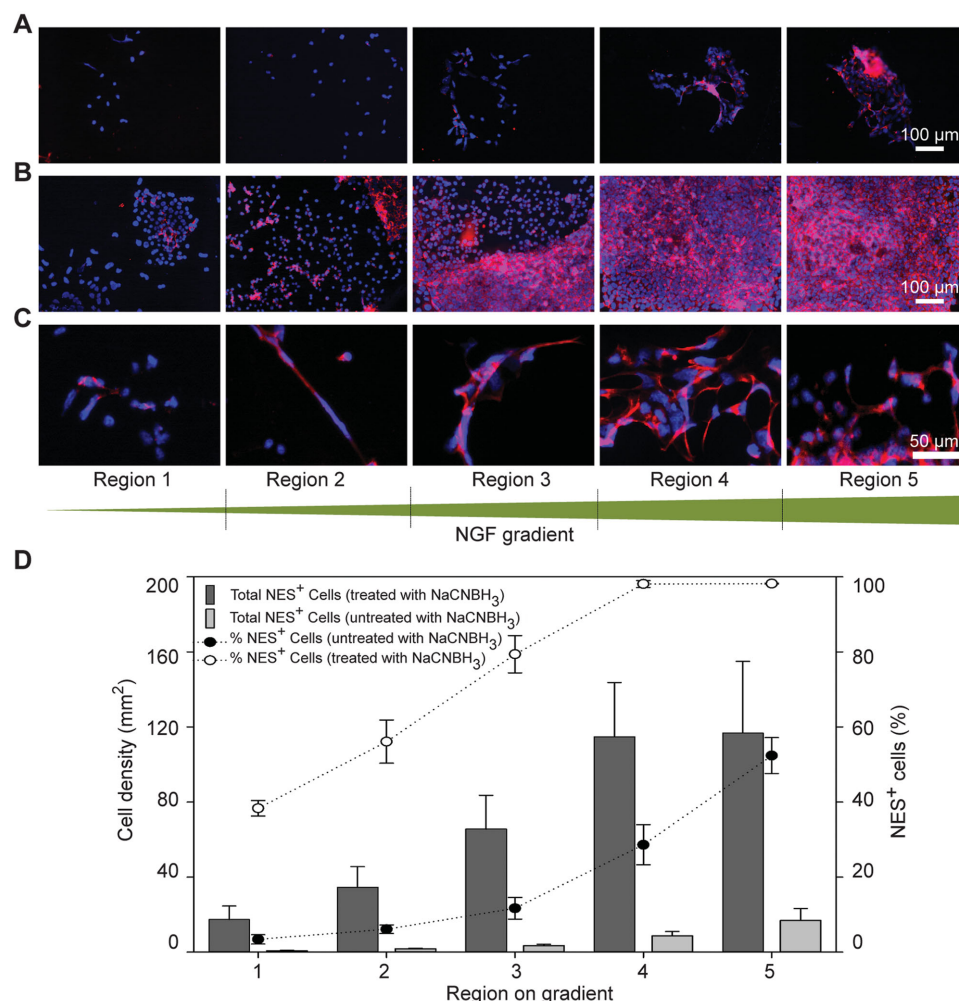 A
100 µm
B
100 µm
C
50 µm
Region 1 Region 2 Region 3 Region 4 Region 5
NGF gradient
D
Total NES⁺ Cells (treated with NaCNBH₃)
Total NES⁺ Cells (untreated with NaCNBH₃)
% NES⁺ Cells (untreated with NaCNBH₃)
% NES⁺ Cells (treated with NaCNBH₃)
200 100
160 80
120 60
80 40
40 20
0 0
Cell density (mm²)
NES⁺ cells (%)
1 2 3 4 5
Region on gradient